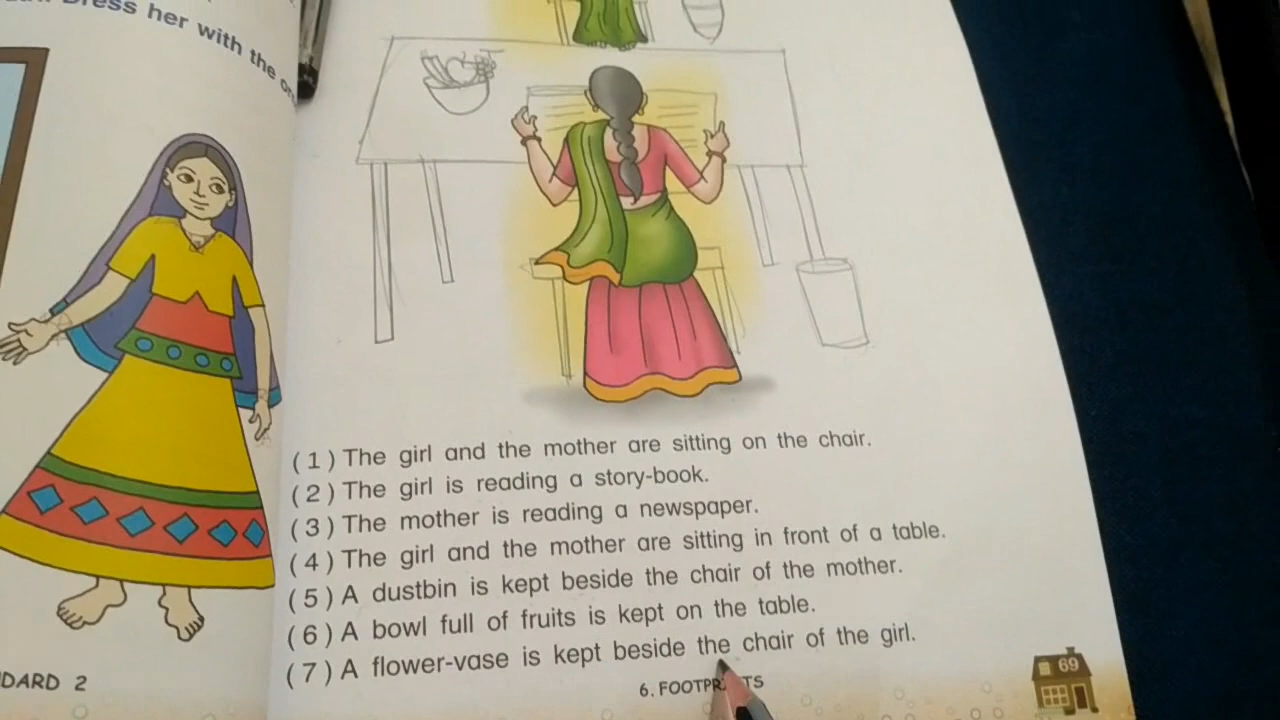 ess her with the
(1) The girl and the mother are sitting on the chair.
(2) The girl is reading a story-book.
(3) The mother is reading a newspaper.
(4) The girl and the mother are sitting in front of a table.
(5) A dustbin is kept beside the chair of the mother.
(6) A bowl full of fruits is kept on the table.
(7) A flower-vase is kept beside the chair of the girl.
DARD 2
69